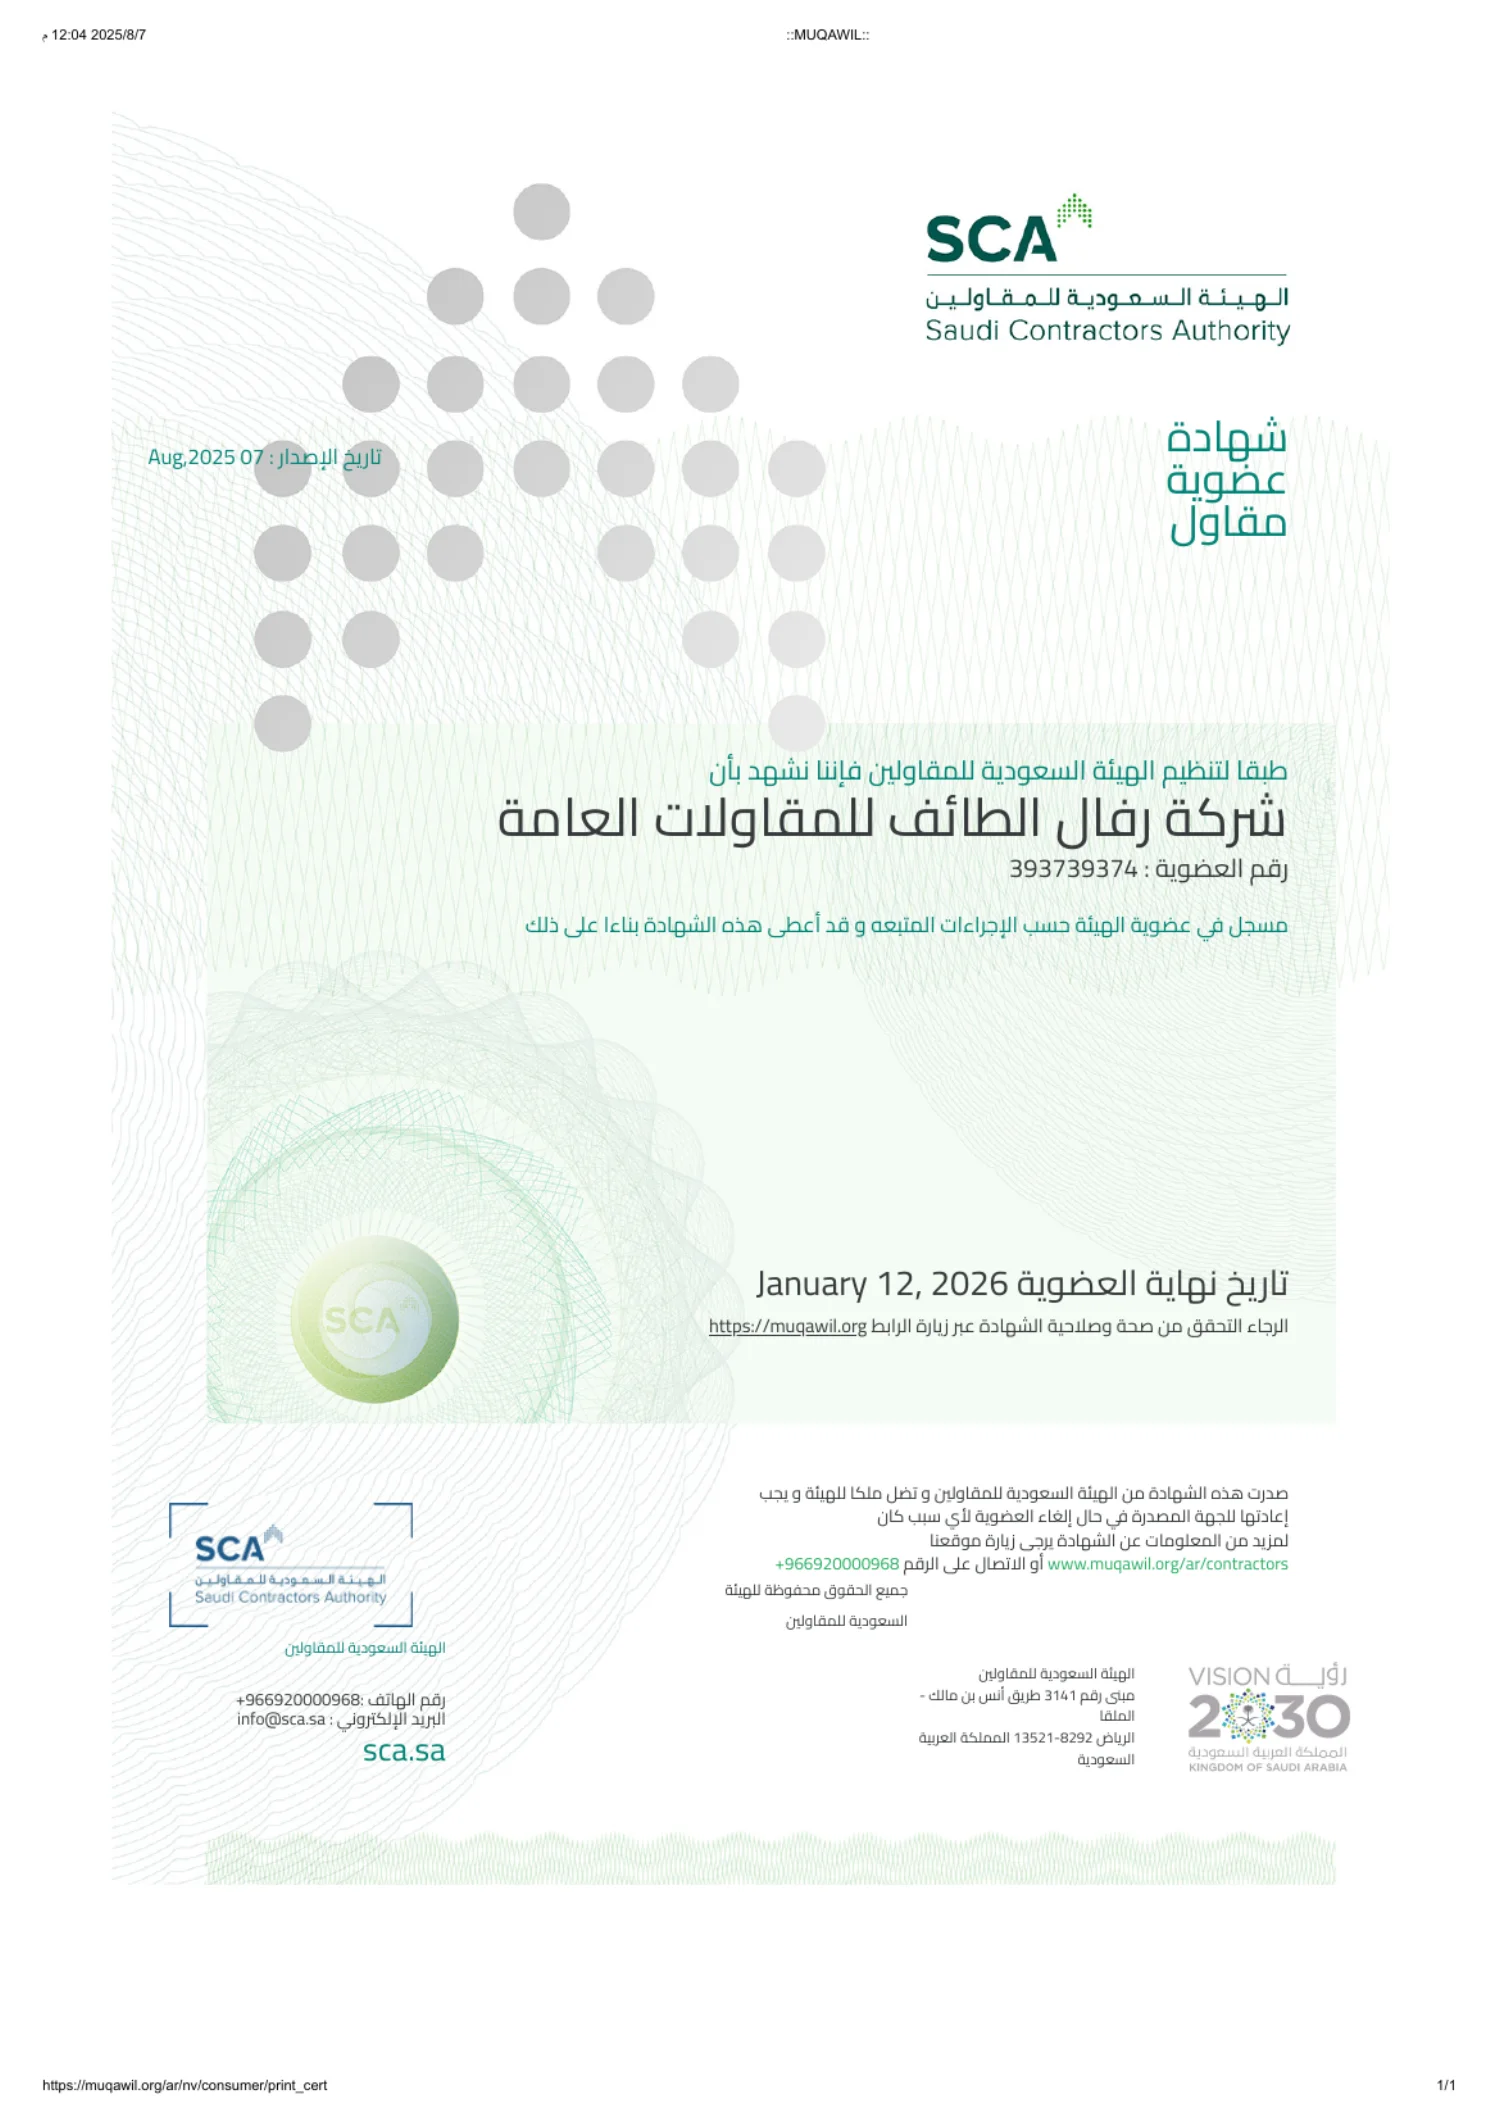 2025/8/7 12:04 م
::MUQAWIL::
SCA
الهيئة السعودية للمقاولين
Saudi Contractors Authority
شهادة
عضوية
مقاول
تاريخ الإصدار : 07 Aug,2025
طبقا لتنظيم الهيئة السعودية للمقاولين فإننا نشهد بأن
شركة رفال الطائف للمقاولات العامة
رقم العضوية : 393739374
مسجل في عضوية الهيئة حسب الإجراءات المتبعه و قد أعطى هذه الشهادة بناءا على ذلك
تاريخ نهاية العضوية January 12, 2026
الرجاء التحقق من صحة وصلاحية الشهادة عبر زيارة الرابط https://muqawil.org
SCA
صدرت هذه الشهادة من الهيئة السعودية للمقاولين و تضل ملكا للهيئة و يجب
إعادتها للجهة المصدرة في حال إلغاء العضوية لأي سبب كان
لمزيد من المعلومات عن الشهادة يرجى زيارة موقعنا
www.muqawil.org/ar/contractors أو الاتصال على الرقم 966920000968+
جميع الحقوق محفوظة للهيئة
السعودية للمقاولين
SCA
الهيئة السعودية للمقاولين
Saudi Contractors Authority
الهيئة السعودية للمقاولين
رقم الهاتف :966920000968+
البريد الإلكتروني : info@sca.sa
sca.sa
الهيئة السعودية للمقاولين
مبنى رقم 3141 طريق أنس بن مالك -
الملقا
الرياض 8292-13521 المملكة العربية
السعودية
VISION رؤية
2030
المملكة العربية السعودية
KINGDOM OF SAUDI ARABIA
https://muqawil.org/ar/nv/consumer/print_cert
1/1